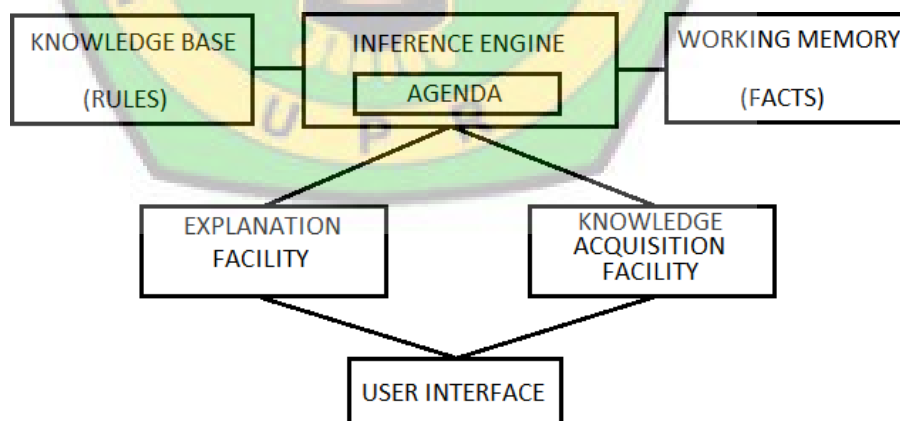 KNOWLEDGE BASE
(RULES)
INFERENCE ENGINE
AGENDA
WORKING MEMORY
(FACTS)
U P R
EXPLANATION
FACILITY
KNOWLEDGE
ACQUISITION
FACILITY
USER INTERFACE